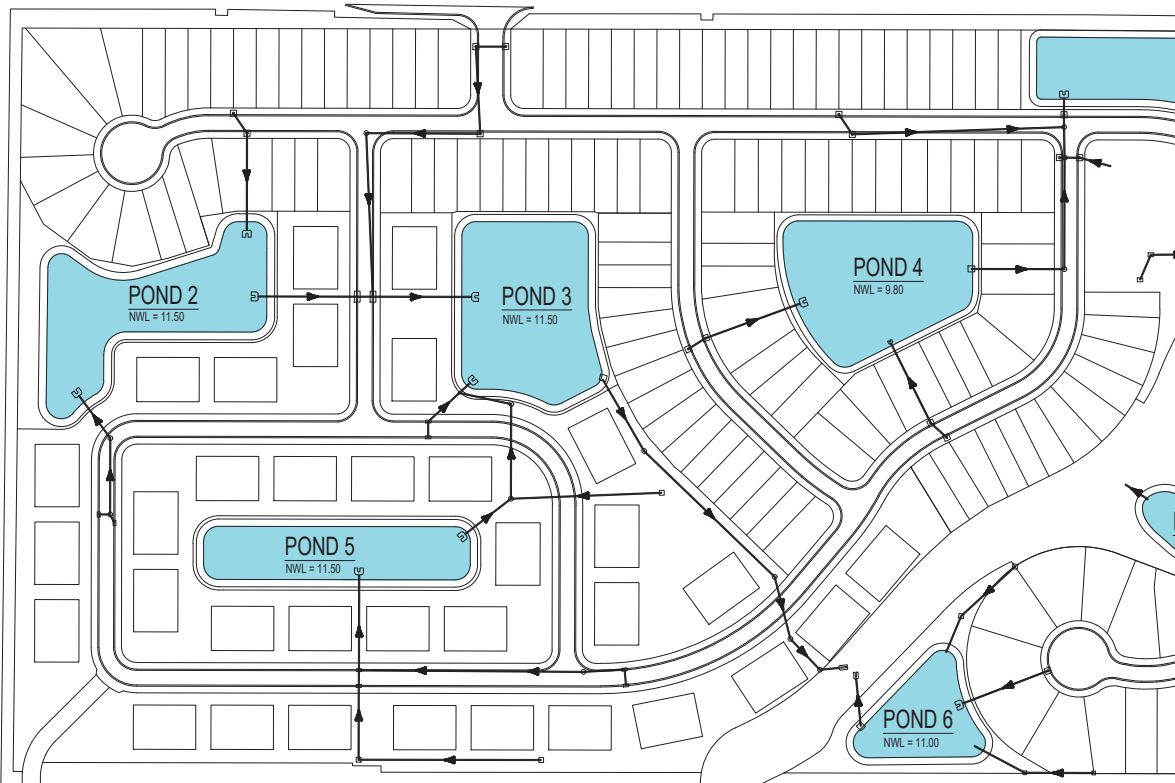 POND 2
NWL = 11.50
POND 3
NWL = 11.50
POND 4
NWL = 9.80
POND 5
NWL = 11.50
POND 6
NWL = 11.00